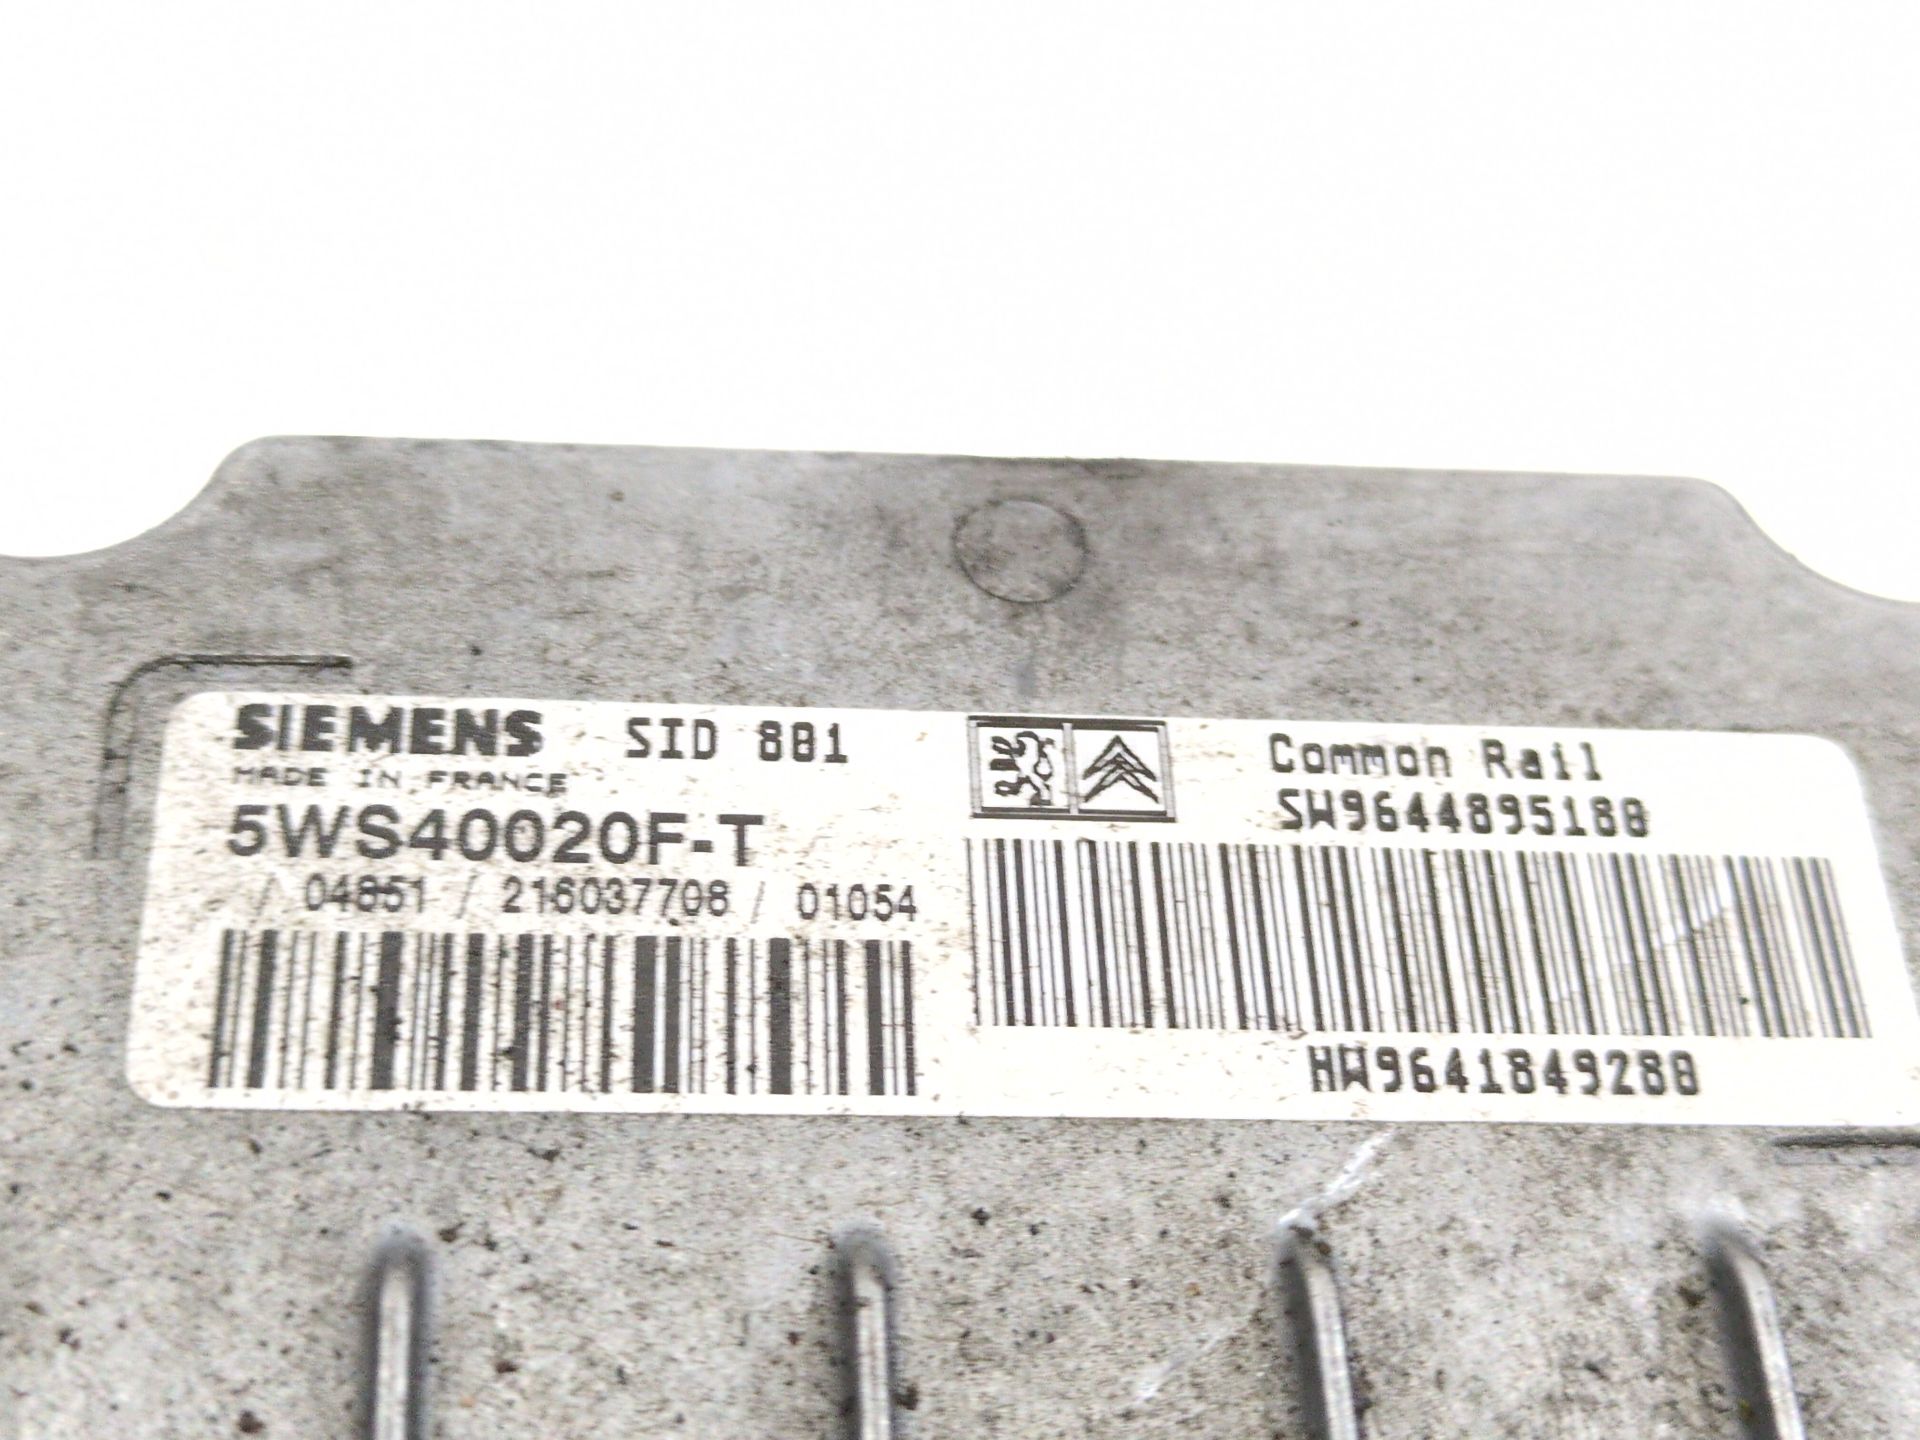 SIEMENS SID 801
MADE IN FRANCE
5WS40020F-T
/ 04851 / 216037708 / 01054
Common Rail
SW9644895180
HW9641849280